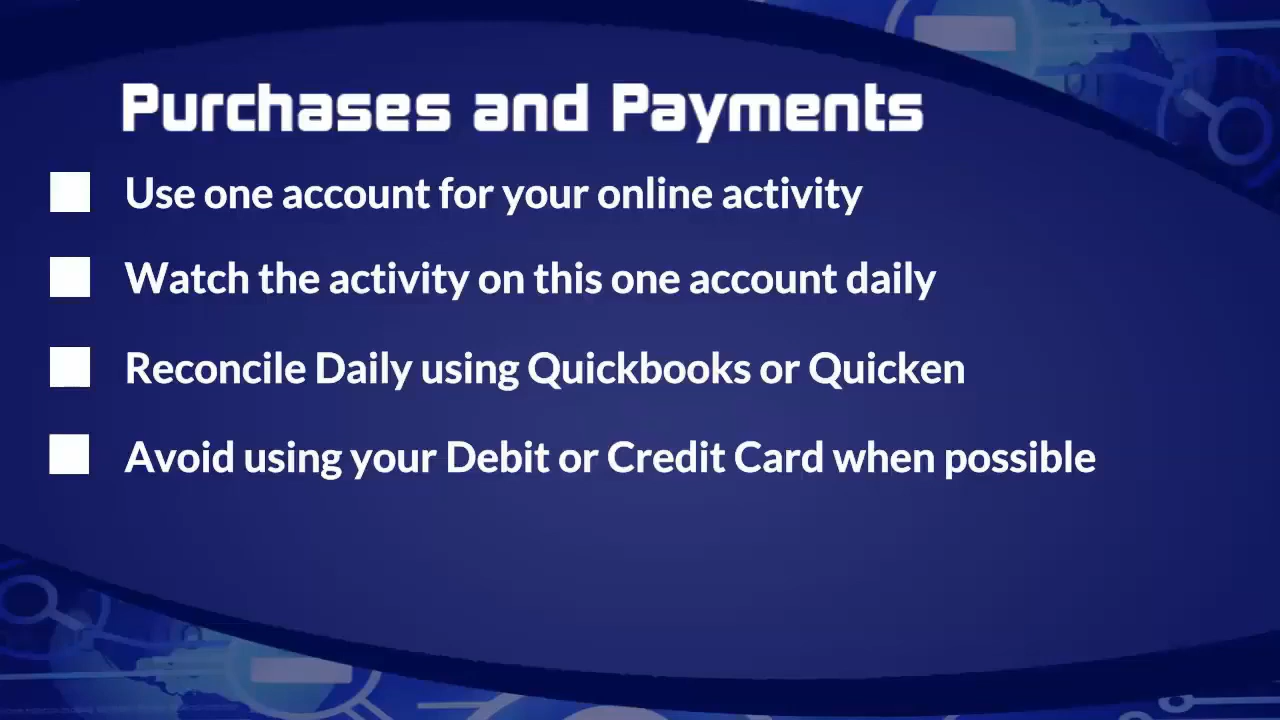 Purchases and Payments
Use one account for your online activity
Watch the activity on this one account daily
Reconcile Daily using Quickbooks or Quicken
Avoid using your Debit or Credit Card when possible